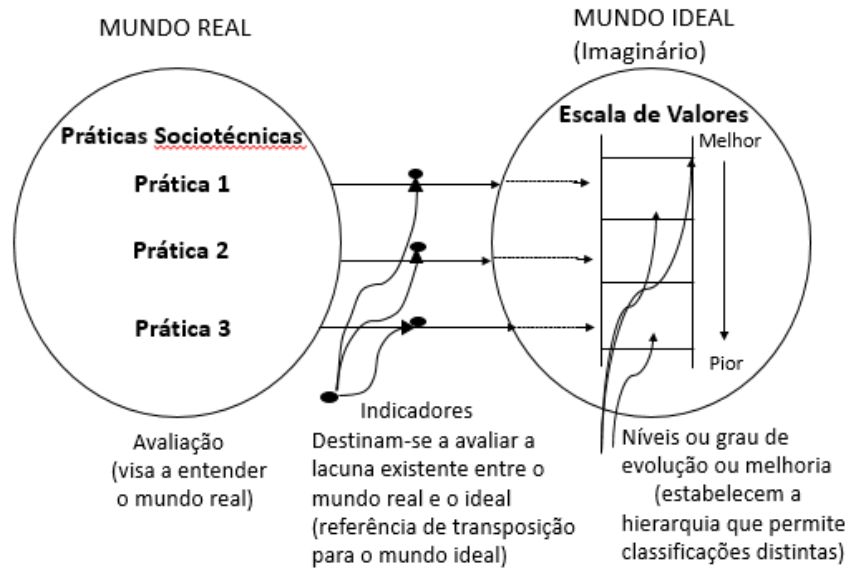 MUNDO REAL
MUNDO IDEAL
(Imaginário)
Práticas Sociotécnicas
Prática 1
Prática 2
Prática 3
Escala de Valores
Melhor
Pior
Avaliação
(visa a entender
o mundo real)
Indicadores
Destinam-se a avaliar a
lacuna existente entre o
mundo real e o ideal
(referência de transposição
para o mundo ideal)
Níveis ou grau de
evolução ou melhoria
(estabelecem a
hierarquia que permite
classificações distintas)